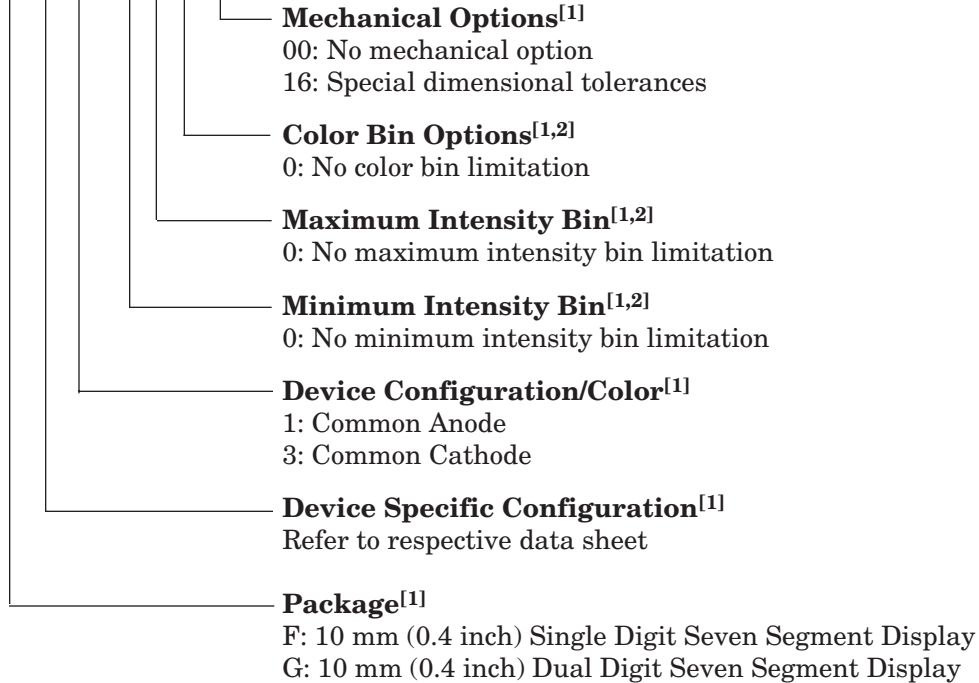 Mechanical Options[1]
00: No mechanical option
16: Special dimensional tolerances
Color Bin Options[1,2]
0: No color bin limitation
Maximum Intensity Bin[1,2]
0: No maximum intensity bin limitation
Minimum Intensity Bin[1,2]
0: No minimum intensity bin limitation
Device Configuration/Color[1]
1: Common Anode
3: Common Cathode
Device Specific Configuration[1]
Refer to respective data sheet
Package[1]
F: 10 mm (0.4 inch) Single Digit Seven Segment Display
G: 10 mm (0.4 inch) Dual Digit Seven Segment Display